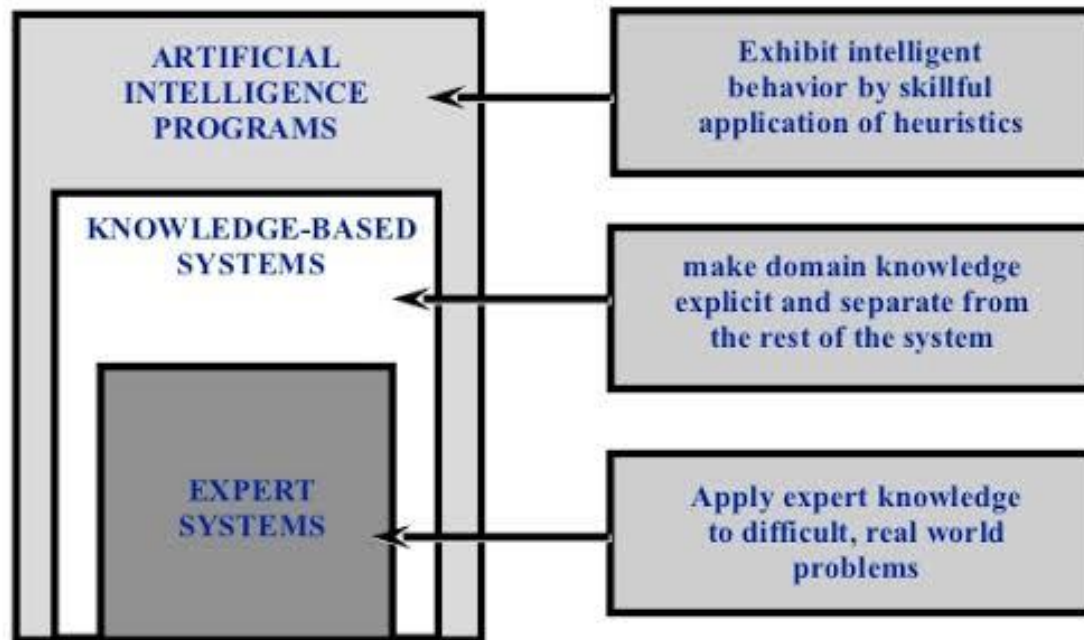 ARTIFICIAL
INTELLIGENCE
PROGRAMS
Exhibit intelligent
behavior by skillful
application of heuristics
KNOWLEDGE-BASED
SYSTEMS
make domain knowledge
explicit and separate from
the rest of the system
EXPERT
SYSTEMS
Apply expert knowledge
to difficult, real world
problems